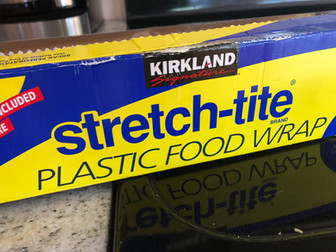 KIRKLAND
Signature
INCLUDED
stretch-tite®
BRAND
PLASTIC FOOD WRAP